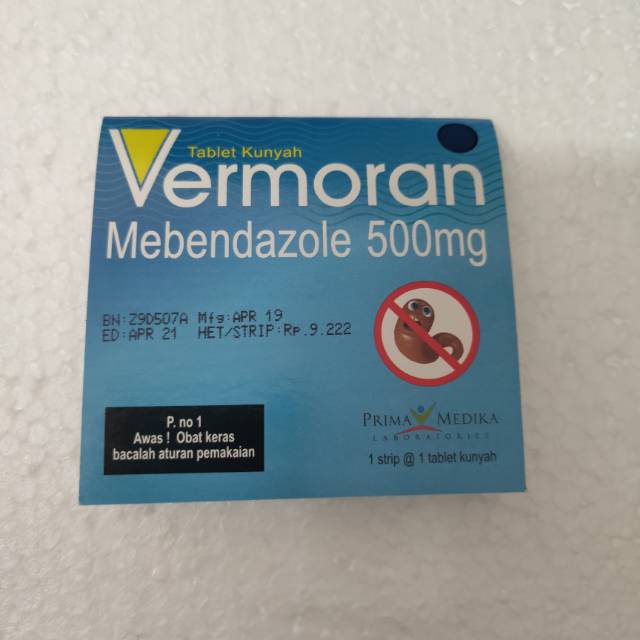 Tablet Kunyah
Vermoran
Mebendazole 500mg
BN:Z9D507A Mfg:APR 19
ED:APR 21 HET/STRIP:Rp.9.222
P. no 1
Awas ! Obat keras
bacalah aturan pemakaian
PRIMA MEDIKA
LABORATORIES
1 strip @ 1 tablet kunyah